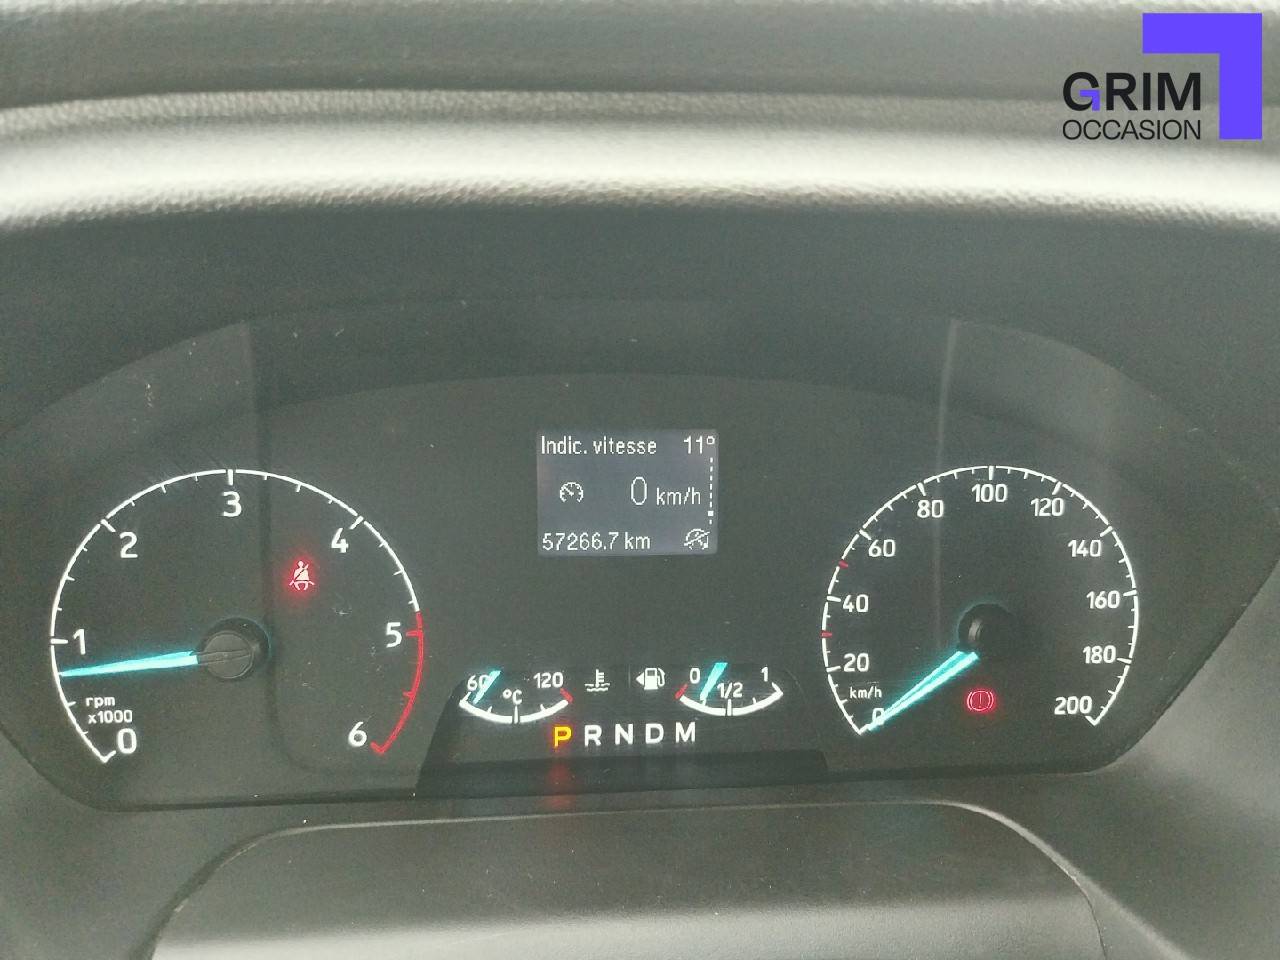 GRIM
OCCASION
Indic. vitesse 11°
0 km/h
57266.7 km
0 1 2 3 4 5 6
rpm
x1000
60 °C 120
0 1/2 1
P R N D M
0 20 40 60 80 100 120 140 160 180 200
km/h